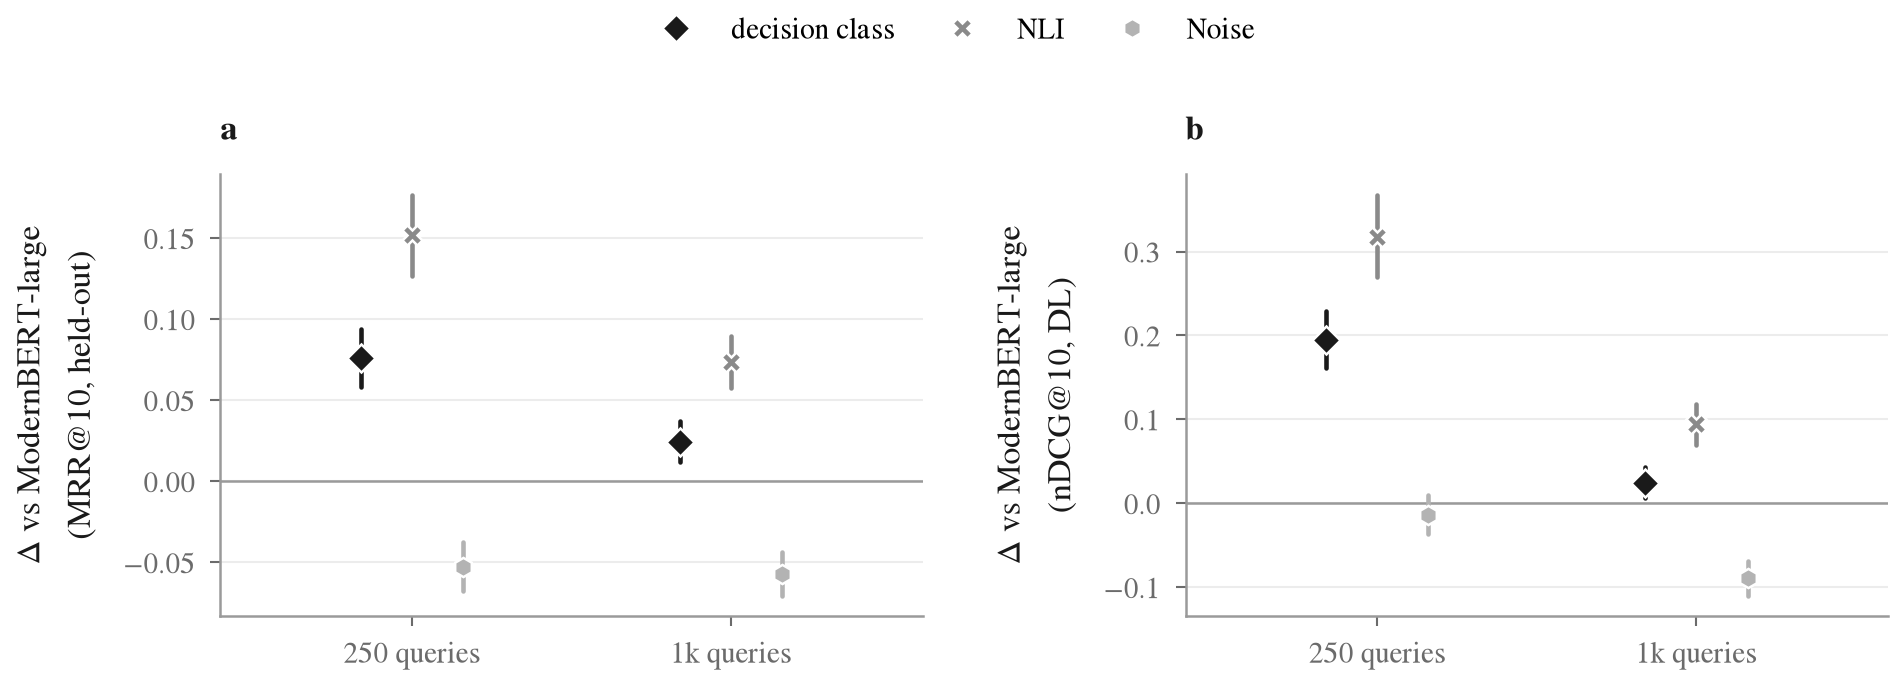 decision class NLI Noise
a
Δ vs ModernBERT-large
(MRR@10, held-out)
0.15
0.10
0.05
0.00
−0.05
250 queries 1k queries
b
Δ vs ModernBERT-large
(nDCG@10, DL)
0.3
0.2
0.1
0.0
−0.1
250 queries 1k queries